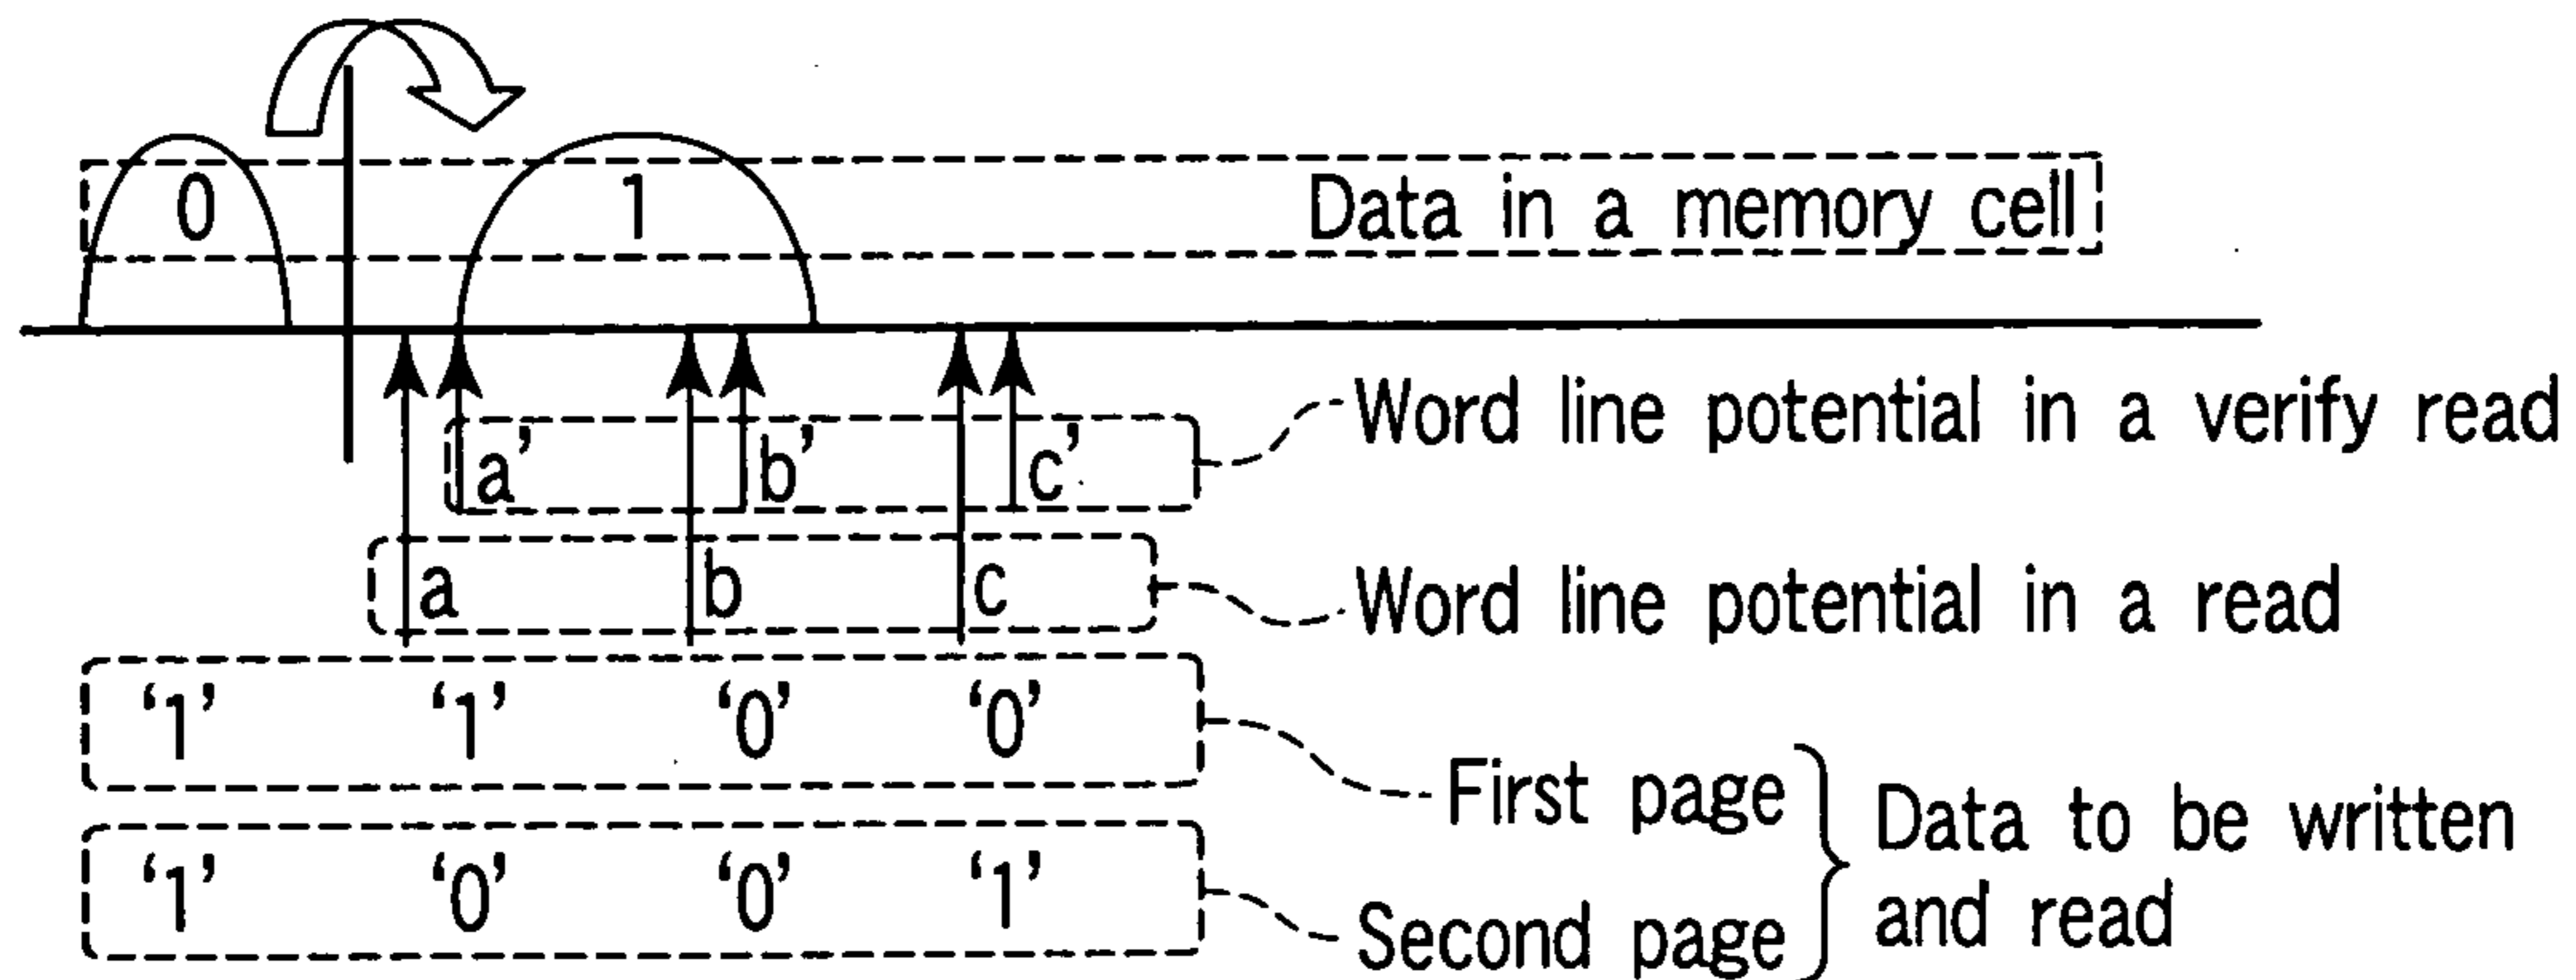 0 1 Data in a memory cell
a' b' c' Word line potential in a verify read
a b c Word line potential in a read
‘1’ ‘1’ ‘0’ ‘0’
First page
‘1’ ‘0’ ‘0’ ‘1’
Second page
Data to be written
and read